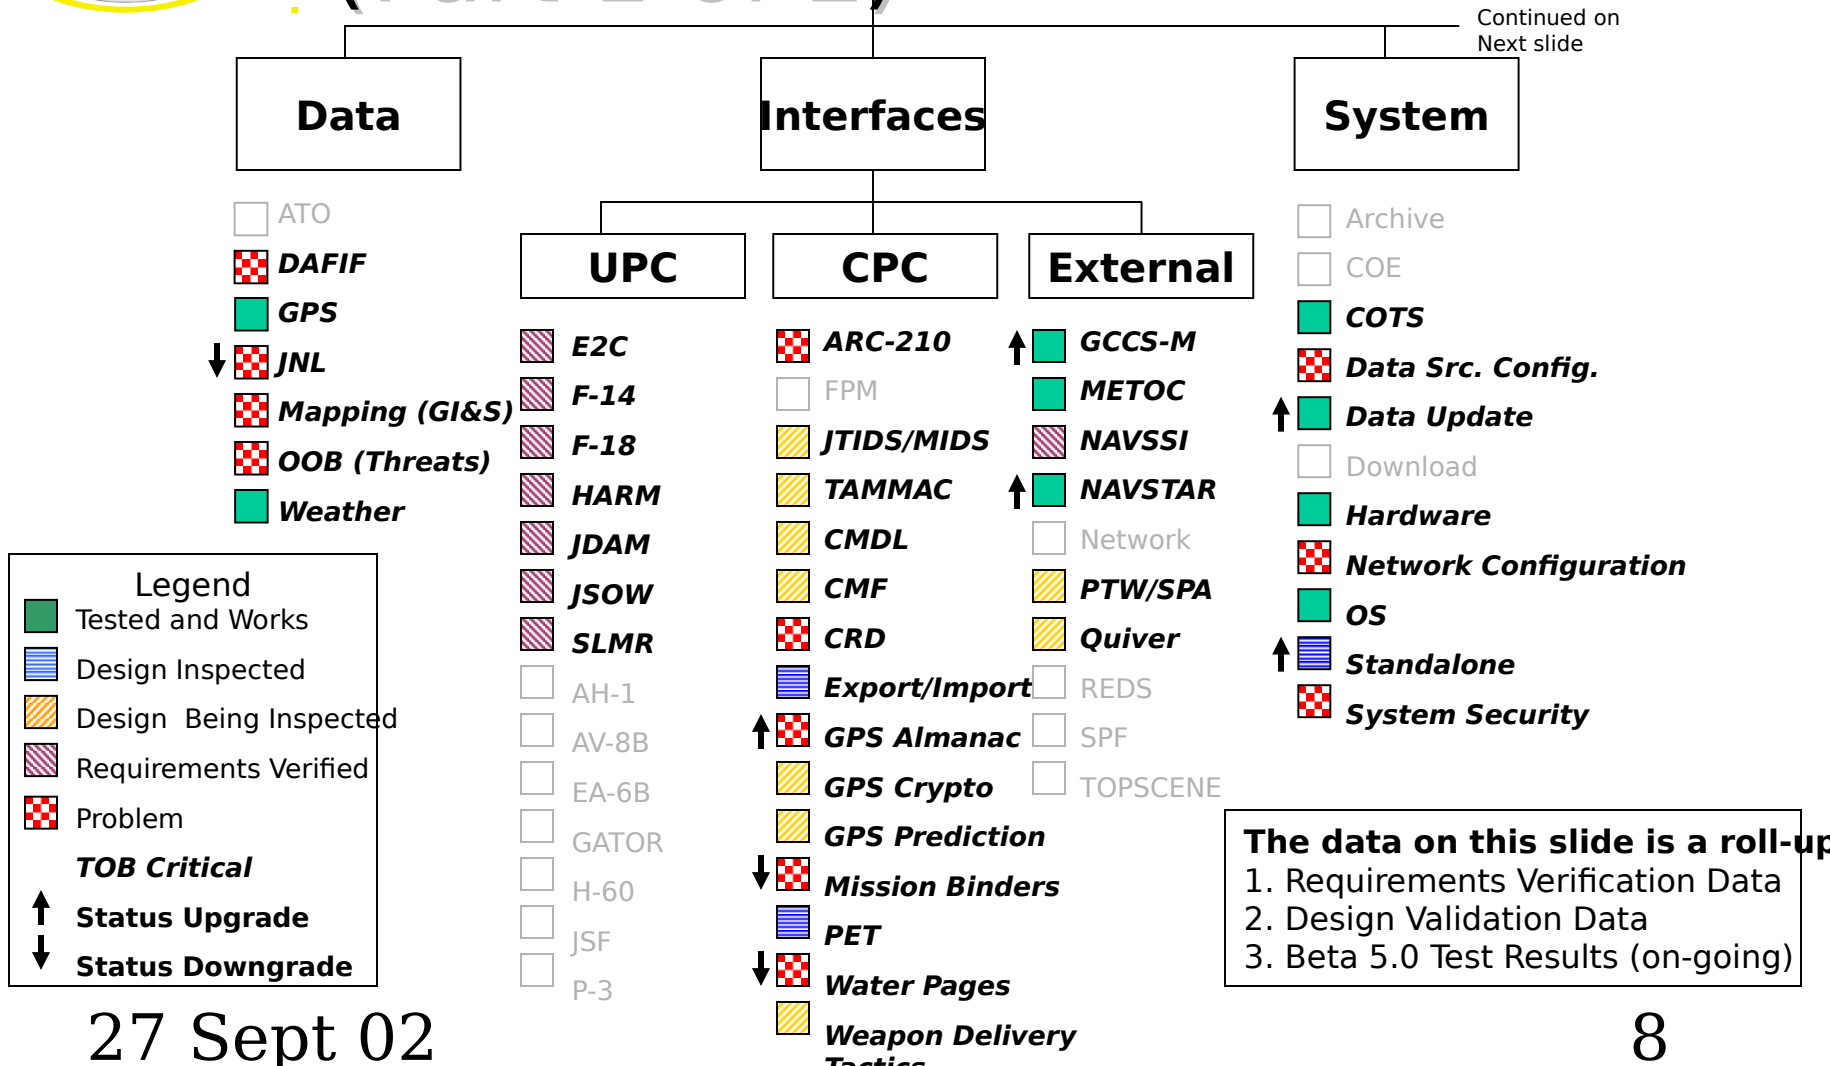 Continued on
Next slide
Data
Interfaces
System
ATO
DAFIF
GPS
JNL
Mapping (GI&S)
OOB (Threats)
Weather
UPC
CPC
External
E2C
F-14
F-18
HARM
JDAM
JSOW
SLMR
AH-1
AV-8B
EA-6B
GATOR
H-60
JSF
P-3
ARC-210
FPM
JTIDS/MIDS
TAMMAC
CMDL
CMF
CRD
Export/Import
GPS Almanac
GPS Crypto
GPS Prediction
Mission Binders
PET
Water Pages
Weapon Delivery
Tactics
GCCS-M
METOC
NAVSSI
NAVSTAR
Network
PTW/SPA
Quiver
REDS
SPF
TOPSCENE
Archive
COE
COTS
Data Src. Config.
Data Update
Download
Hardware
Network Configuration
OS
Standalone
System Security
Legend
Tested and Works
Design Inspected
Design  Being Inspected
Requirements Verified
Problem
TOB Critical
Status Upgrade
Status Downgrade
The data on this slide is a roll-up
1. Requirements Verification Data
2. Design Validation Data
3. Beta 5.0 Test Results (on-going)
27 Sept 02
8